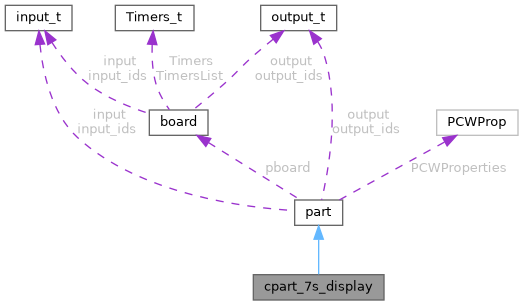 input_t
Timers_t
output_t
input
input_ids
Timers
TimersList
output
output_ids
input
input_ids
board
output
output_ids
PCWProp
pboard
PCWProperties
part
cpart_7s_display